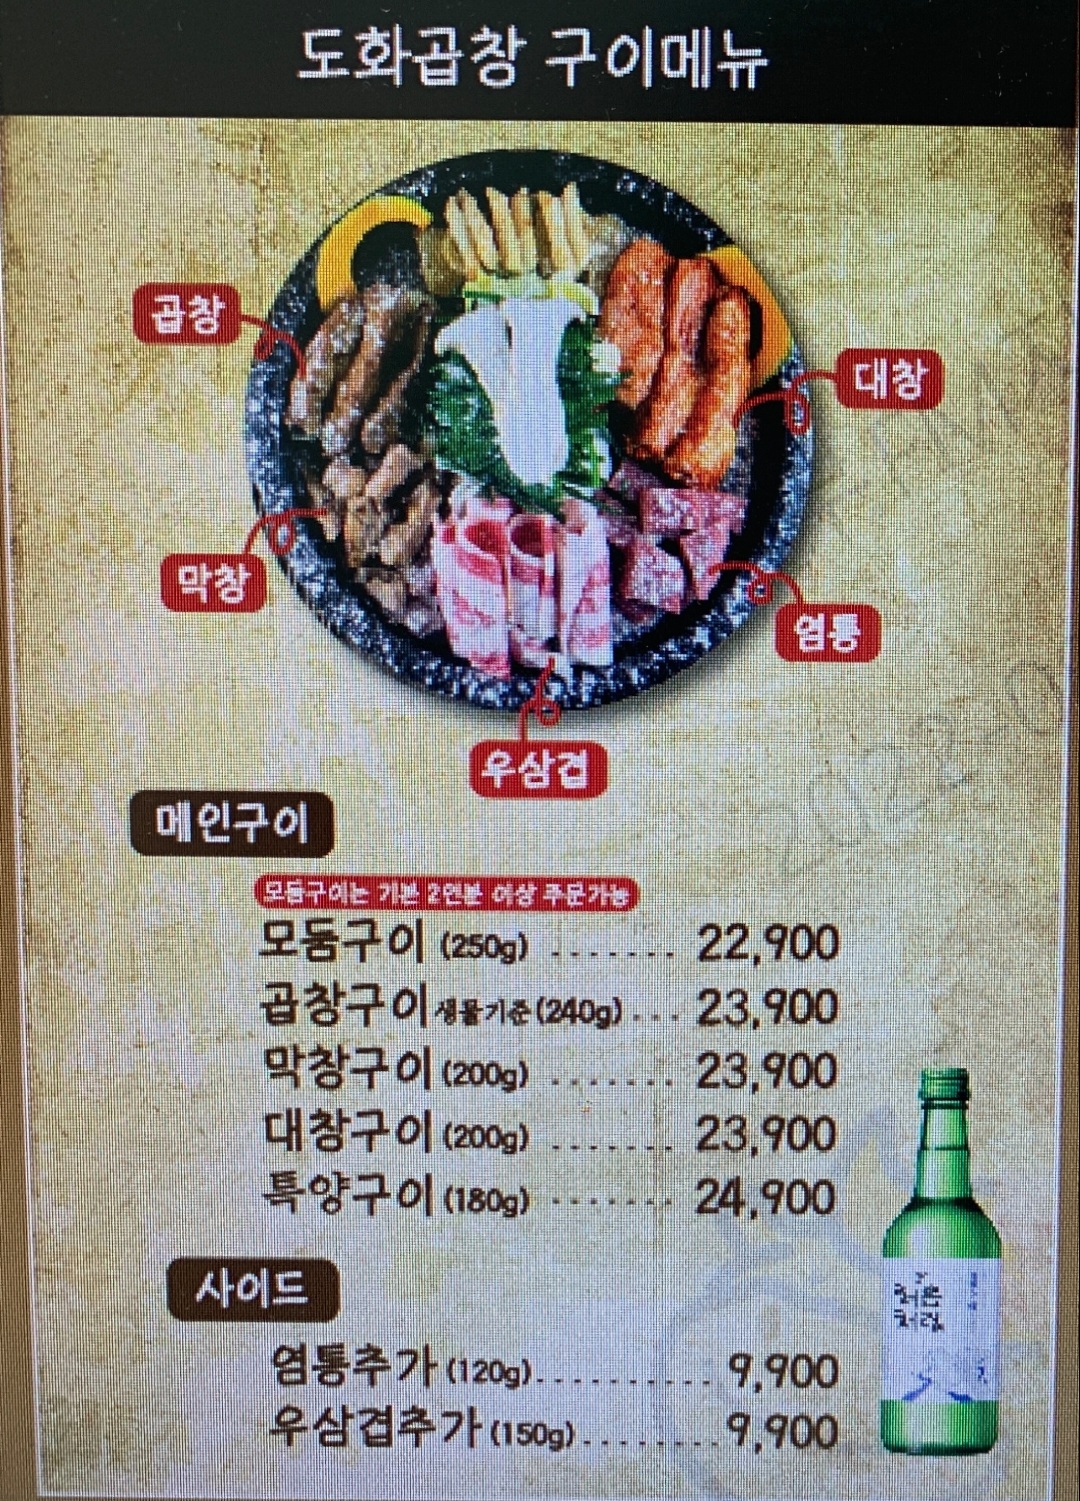 도화곱창 구이메뉴
곱창
대창
막창
염통
우삼겹
메인구이
모둠구이는 기본 2인분 이상 주문가능
모둠구이 (250g) ....... 22,900
곱창구이 생물기준 (240g) ... 23,900
막창구이 (200g) ....... 23,900
대창구이 (200g) ....... 23,900
특양구이 (180g) ....... 24,900
처음
처럼
사이드
염통추가 (120g).......... 9,900
우삼겹추가 (150g)........ 9,900